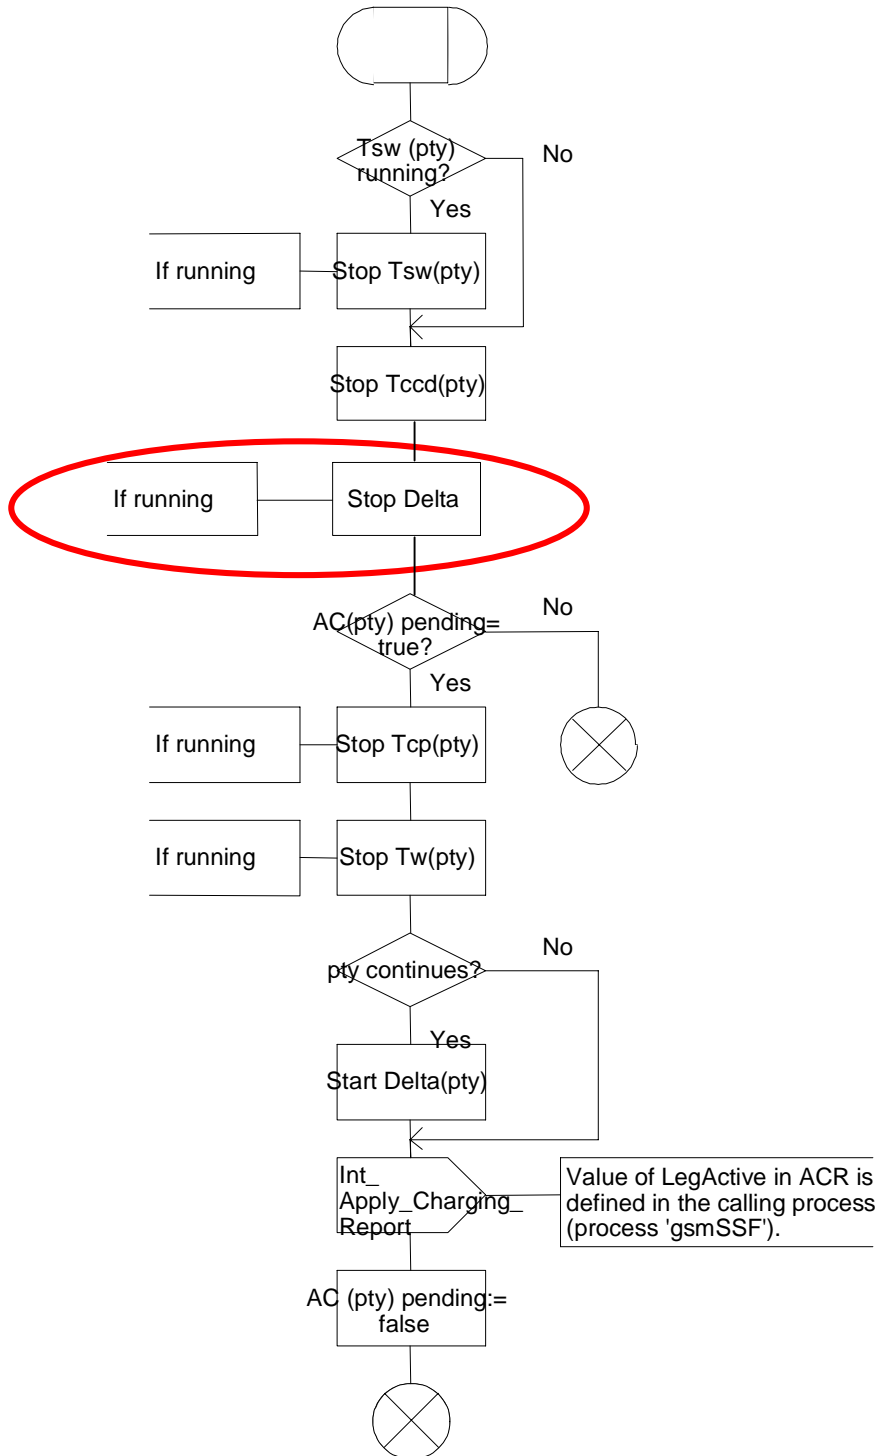 Tsw (pty)
running?
No
Yes
If running
Stop Tsw(pty)
Stop Tccd(pty)
If running
Stop Delta
AC(pty) pending=
true?
No
Yes
If running
Stop Tcp(pty)
If running
Stop Tw(pty)
pty continues?
No
Yes
Start Delta(pty)
Int_
Apply_Charging_
Report
Value of LegActive in ACR is
defined in the calling process
(process 'gsmSSF').
AC (pty) pending:=
false